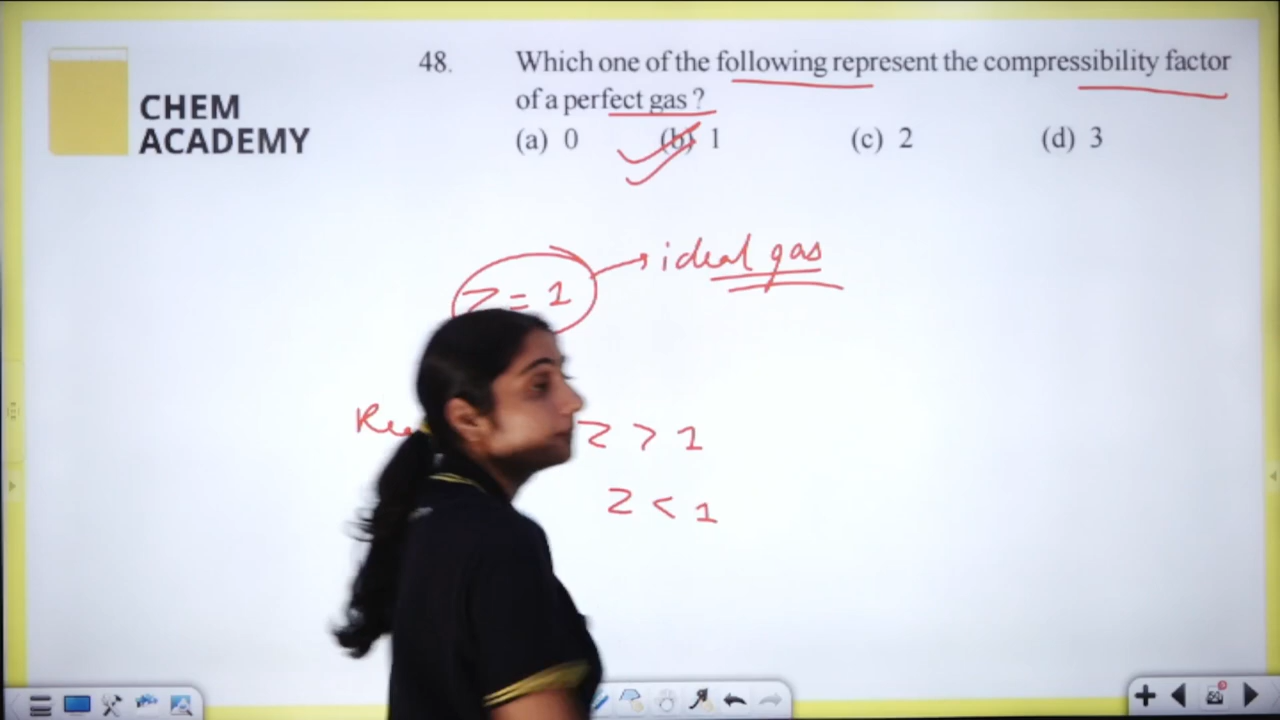 CHEM
ACADEMY
48. Which one of the following represent the compressibility factor
of a perfect gas ?
(a) 0 (b) 1 (c) 2 (d) 3
Z = 1 → ideal gas
Z > 1
Z < 1